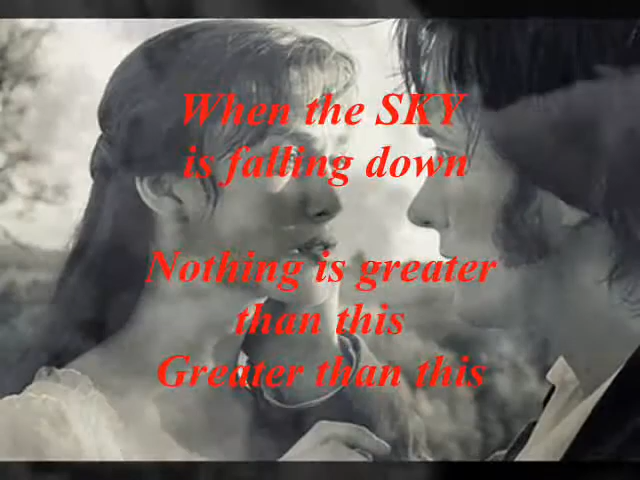 When the SKY
is falling down
Nothing is greater
than this
Greater than this